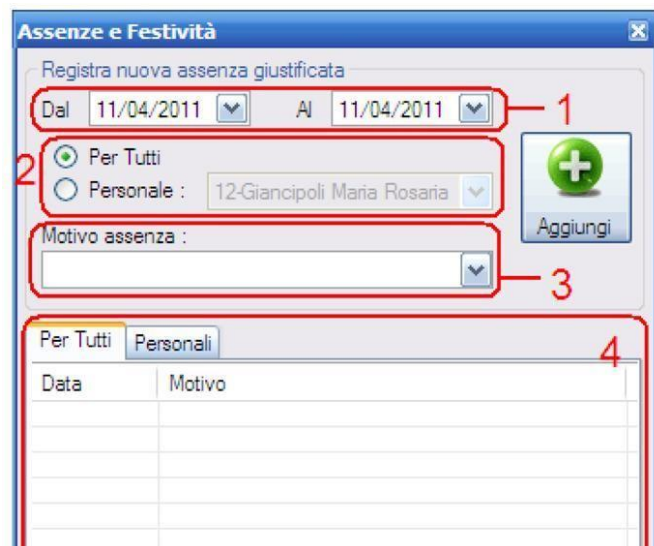 Assenze e Festività
Registra nuova assenza giustificata
Dal 11/04/2011 Al 11/04/2011 1
2 Per Tutti
Personale : 12-Giancipoli Maria Rosaria
Aggiungi
Motivo assenza :
3
Per Tutti Personali 4
Data Motivo